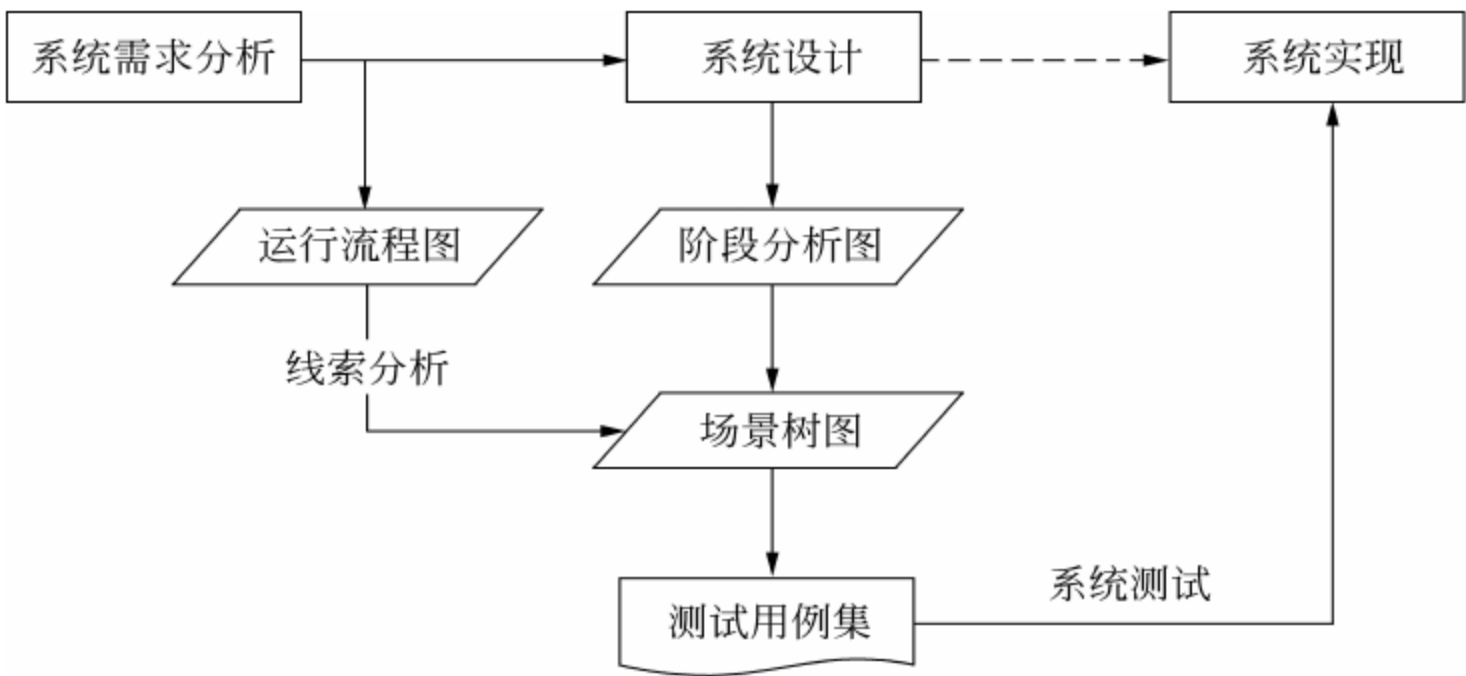 系统需求分析
系统设计
系统实现
运行流程图
阶段分析图
线索分析
场景树图
系统测试
测试用例集